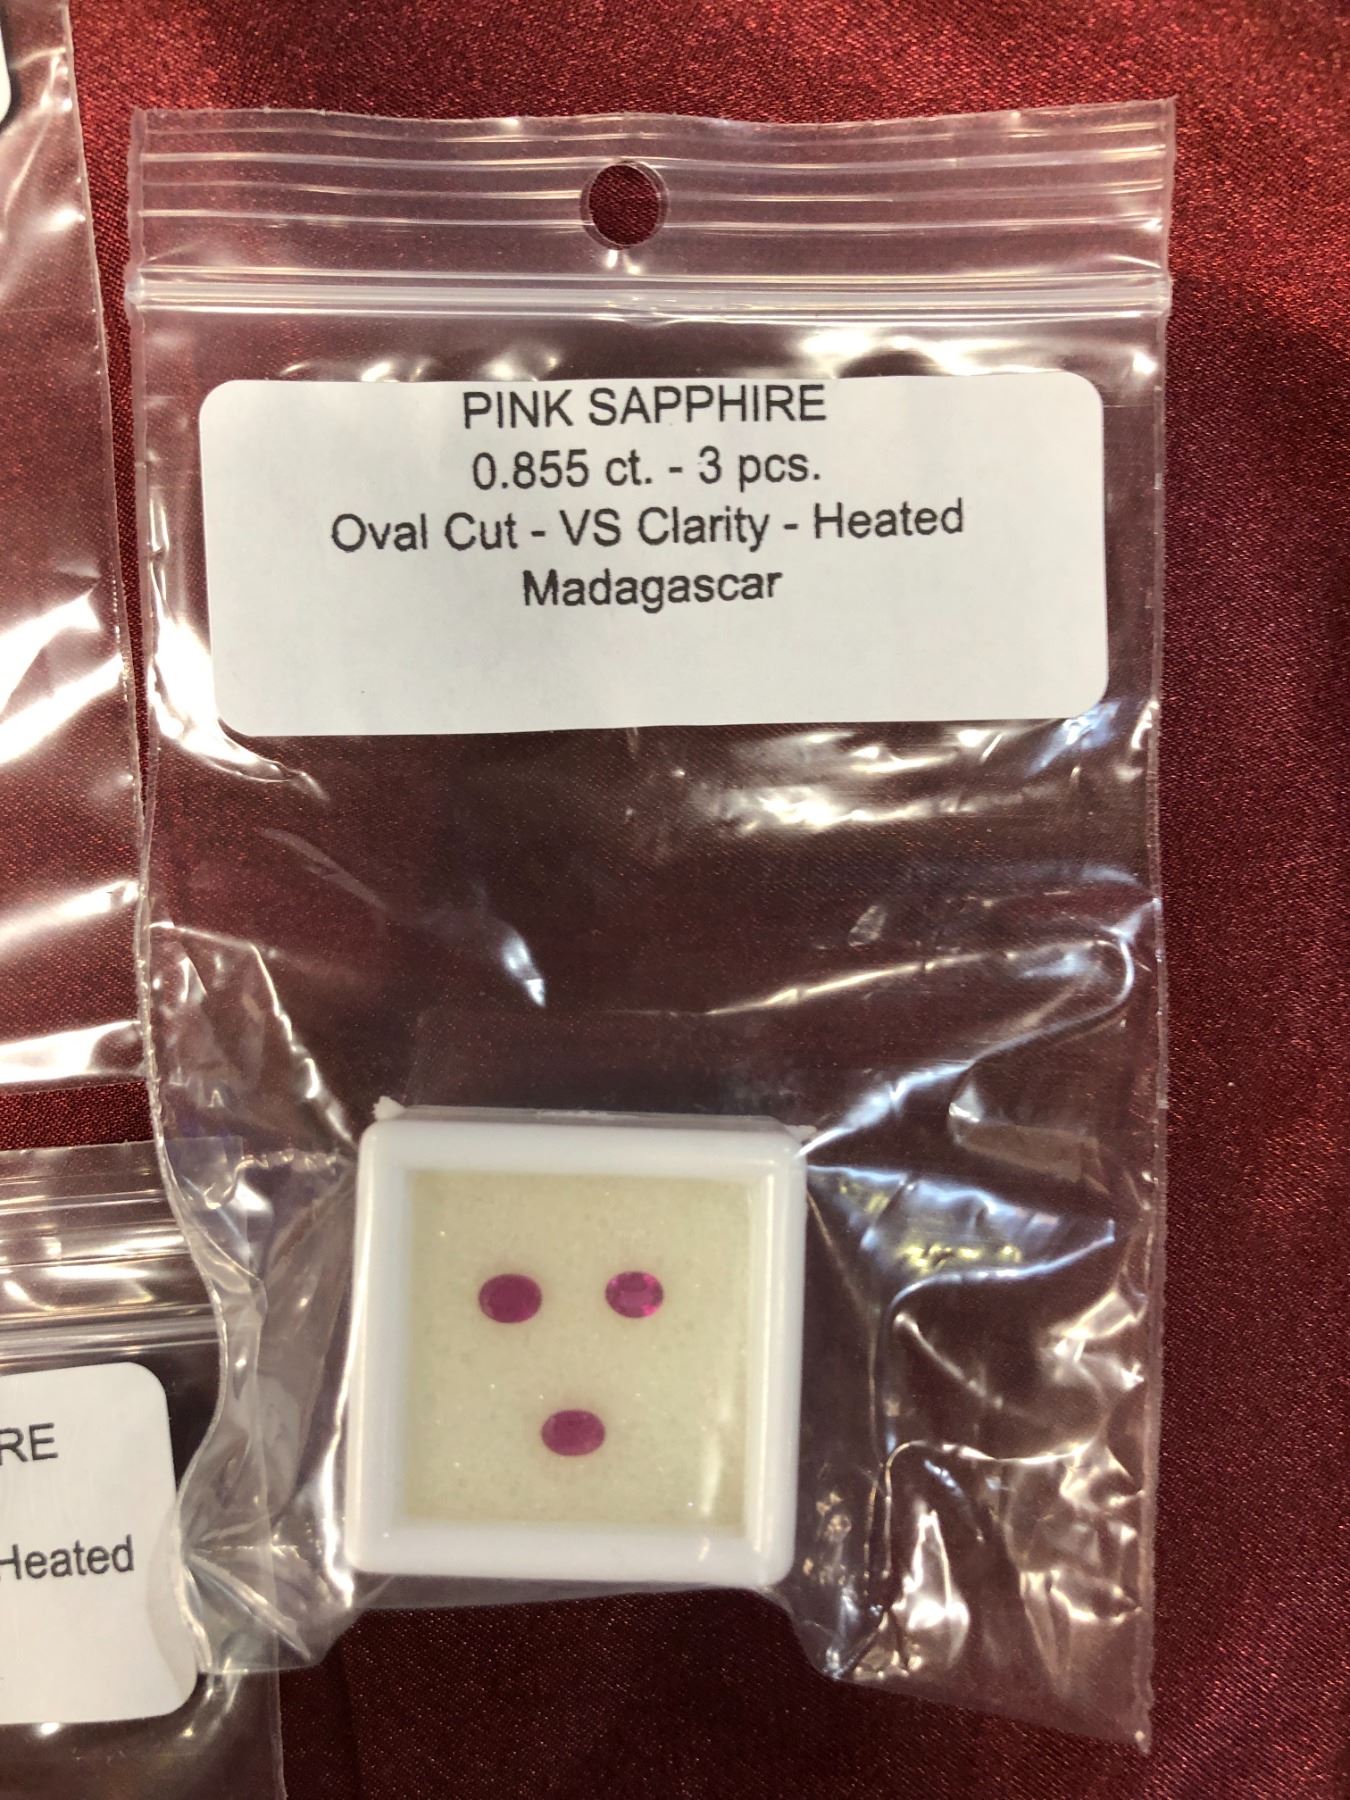 PINK SAPPHIRE
0.855 ct. - 3 pcs.
Oval Cut - VS Clarity - Heated
Madagascar
RE
Heated